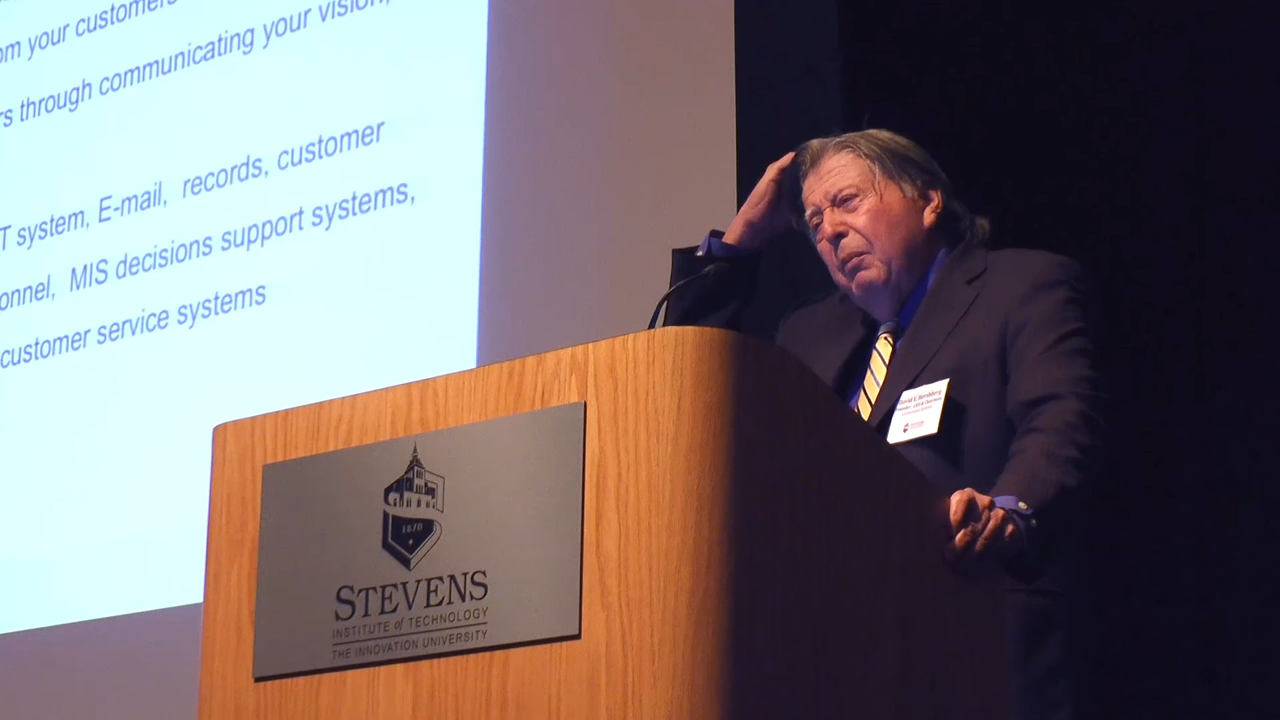 om your customers
rs through communicating your vision,
T system, E-mail, records, customer
onnel, MIS decisions support systems,
customer service systems
1870
STEVENS
INSTITUTE of TECHNOLOGY
THE INNOVATION UNIVERSITY
David